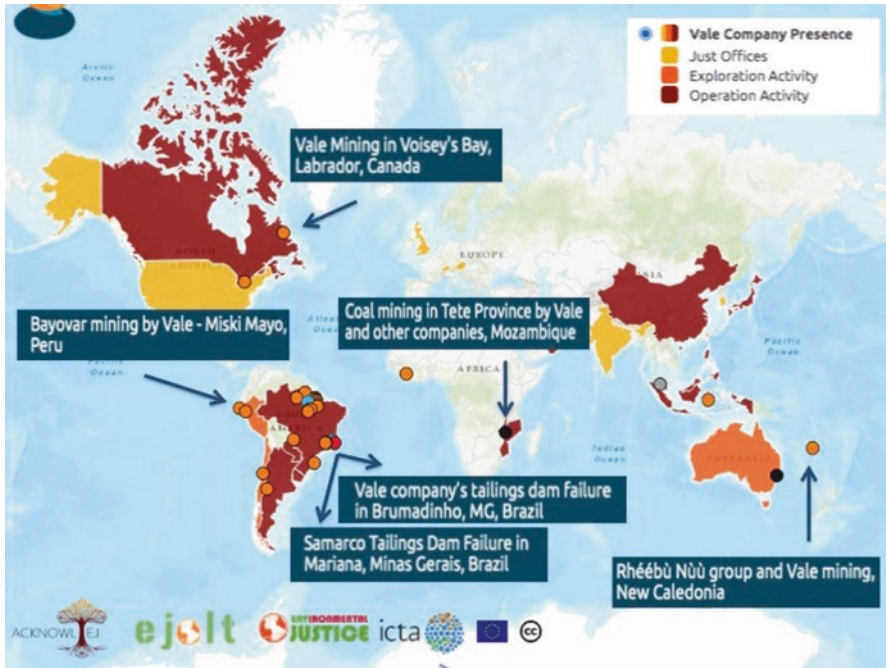 Arctic
Ocean
Vale Company Presence
Just Offices
Exploration Activity
Operation Activity
Vale Mining in Voisey's Bay,
Labrador, Canada
NORTH
EUROPE
ASIA
Bayovar mining by Vale - Miski Mayo,
Peru
Coal mining in Tete Province by Vale
and other companies, Mozambique
Pacific
Ocean
AFRICA
SOUTH
AMERICA
Indian
Ocean
AUSTRALIA
Vale company's tailings dam failure
in Brumadinho, MG, Brazil
Samarco Tailings Dam Failure in
Mariana, Minas Gerais, Brazil
Rhéébù Nùù group and Vale mining,
New Caledonia
ACKNOWL EJ
ejolt
ENVIRONMENTAL
JUSTICE
icta
cc